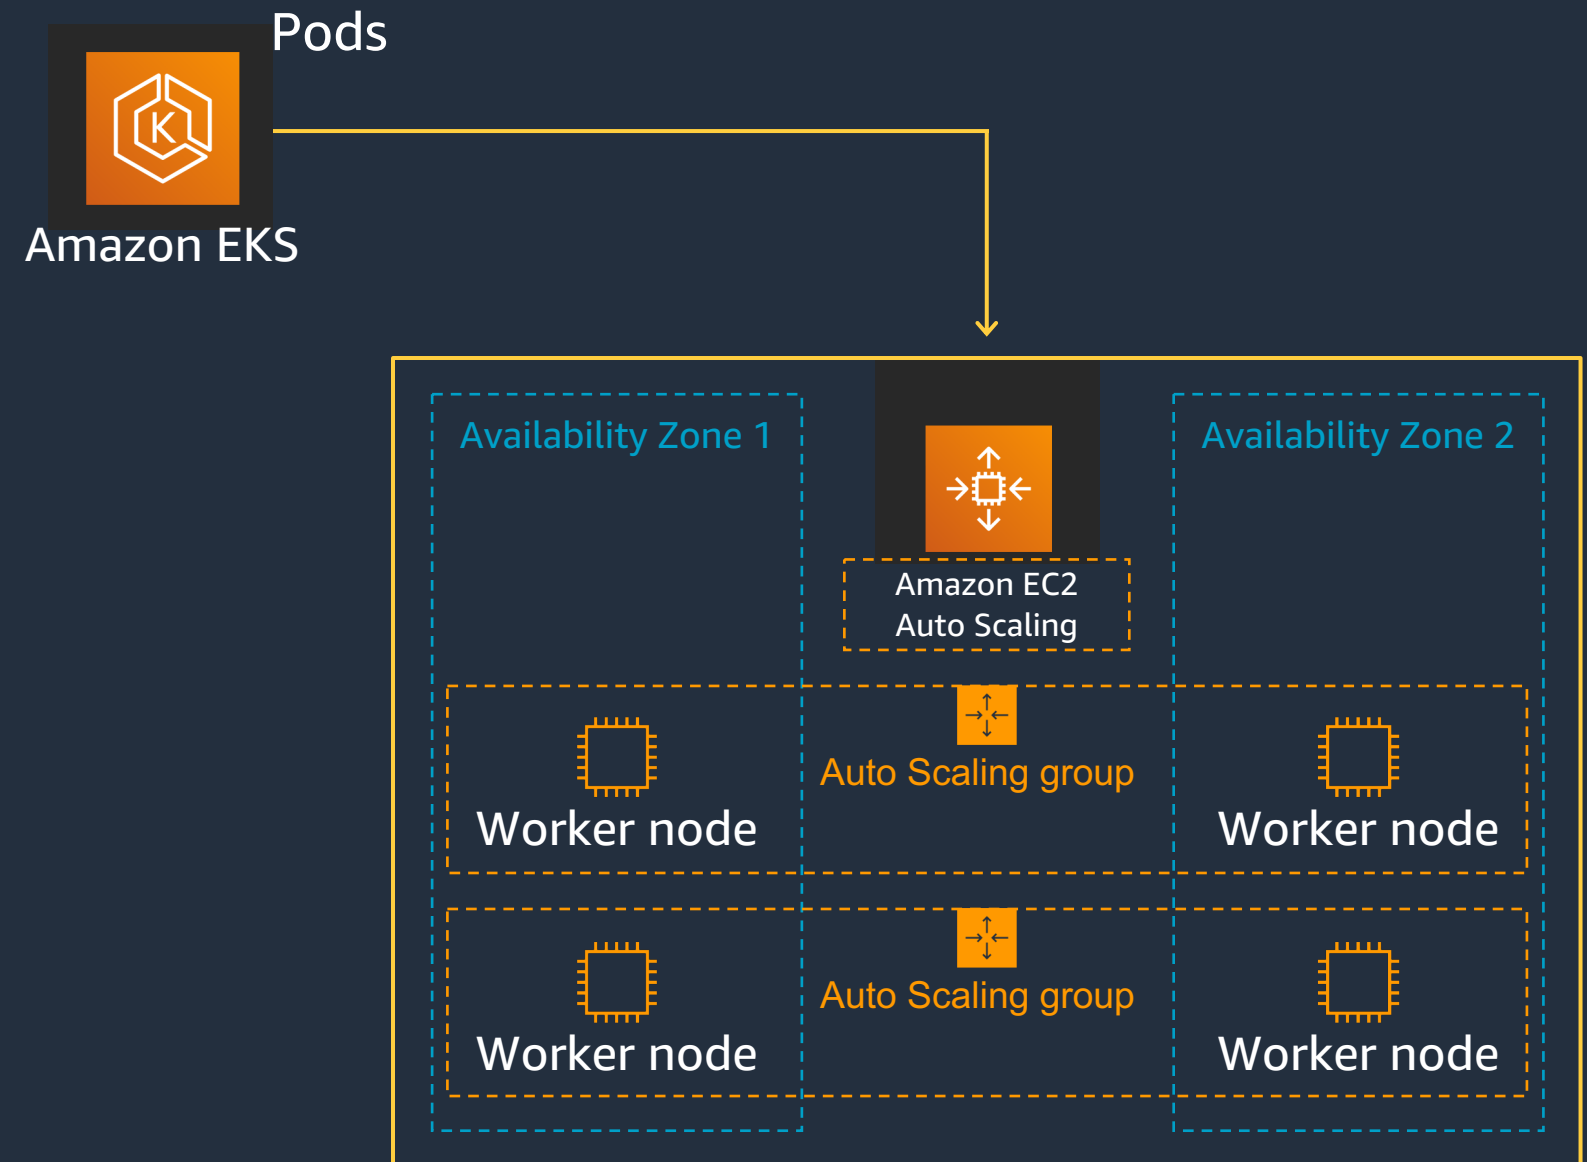 Pods
K
Amazon EKS
Availability Zone 1
Availability Zone 2
Amazon EC2
Auto Scaling
Auto Scaling group
Worker node
Worker node
Auto Scaling group
Worker node
Worker node